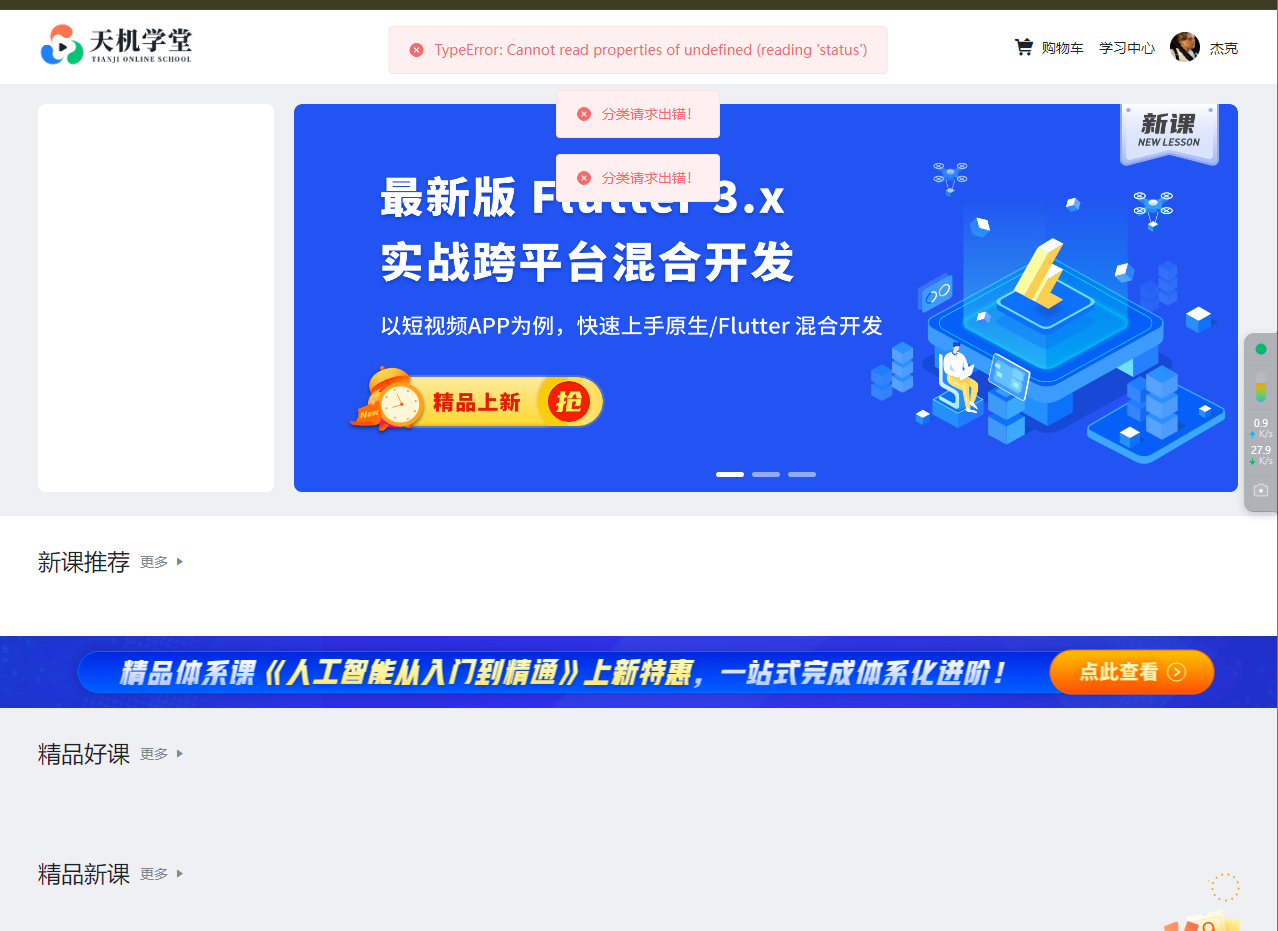 天机学堂
TIANJI ONLINE SCHOOL
TypeError: Cannot read properties of undefined (reading 'status')
购物车
学习中心
杰克
分类请求出错！
分类请求出错！
新课
NEW LESSON
最新版 Flutter 3.x
实战跨平台混合开发
以短视频APP为例，快速上手原生/Flutter 混合开发
New
精品上新
抢
0.9
K/s
27.9
K/s
新课推荐 更多
精品体系课《人工智能从入门到精通》上新特惠，一站式完成体系化进阶！
点此查看
精品好课 更多
精品新课 更多